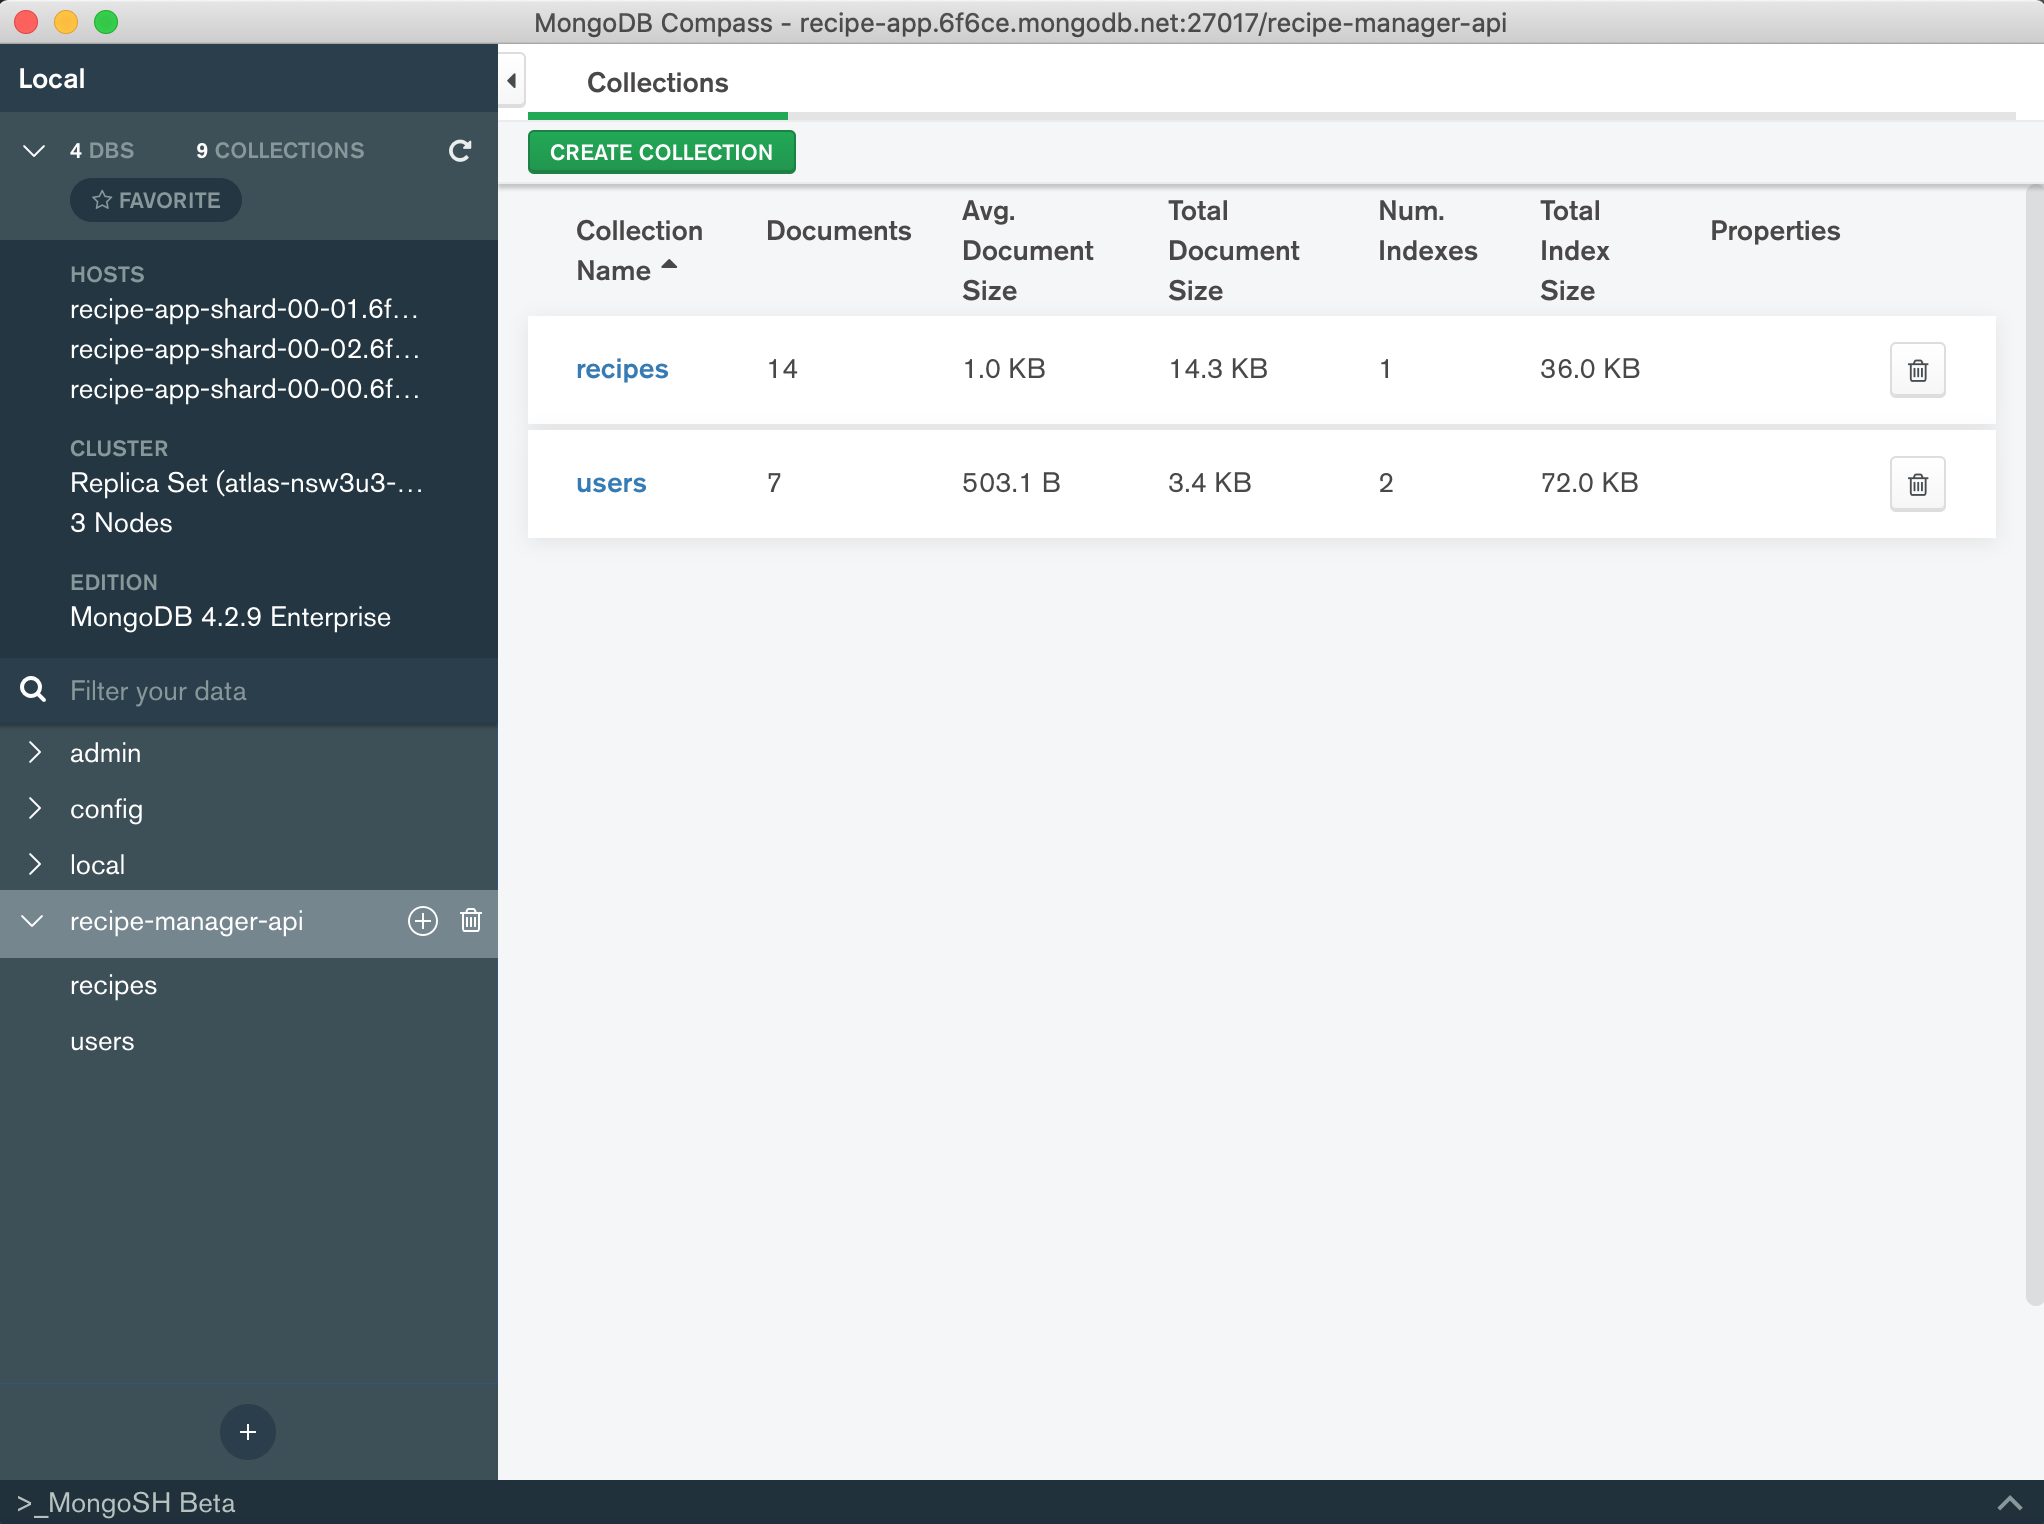 MongoDB Compass - recipe-app.6f6ce.mongodb.net:27017/recipe-manager-api
Local
4 DBS 9 COLLECTIONS
FAVORITE
HOSTS
recipe-app-shard-00-01.6f...
recipe-app-shard-00-02.6f...
recipe-app-shard-00-00.6f...
CLUSTER
Replica Set (atlas-nsw3u3-...
3 Nodes
EDITION
MongoDB 4.2.9 Enterprise
Filter your data
admin
config
local
recipe-manager-api
recipes
users
Collections
CREATE COLLECTION
Collection Name
Documents
Avg. Document Size
Total Document Size
Num. Indexes
Total Index Size
Properties
recipes 14 1.0 KB 14.3 KB 1 36.0 KB
users 7 503.1 B 3.4 KB 2 72.0 KB
>_MongoSH Beta